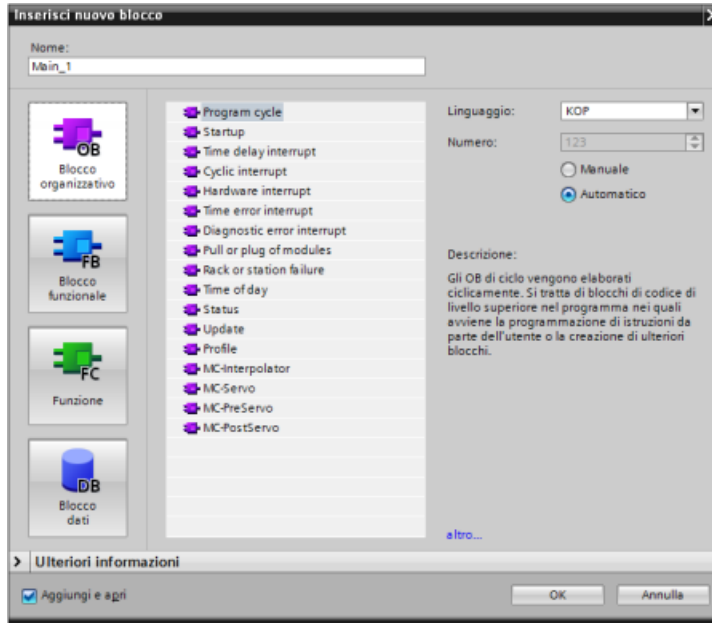 Inserisci nuovo blocco
Nome:
Main_1
OB
Blocco
organizzativo
FB
Blocco
funzionale
FC
Funzione
DB
Blocco
dati
Program cycle
Startup
Time delay interrupt
Cyclic interrupt
Hardware interrupt
Time error interrupt
Diagnostic error interrupt
Pull or plug of modules
Rack or station failure
Time of day
Status
Update
Profile
MC-Interpolator
MC-Servo
MC-PreServo
MC-PostServo
Linguaggio:
KOP
Numero:
123
Manuale
Automatico
Descrizione:
Gli OB di ciclo vengono elaborati
ciclicamente. Si tratta di blocchi di codice di
livello superiore nel programma nei quali
avviene la programmazione di istruzioni da
parte dell'utente o la creazione di ulteriori
blocchi.
altro...
Ulteriori informazioni
Aggiungi e apri
OK
Annulla